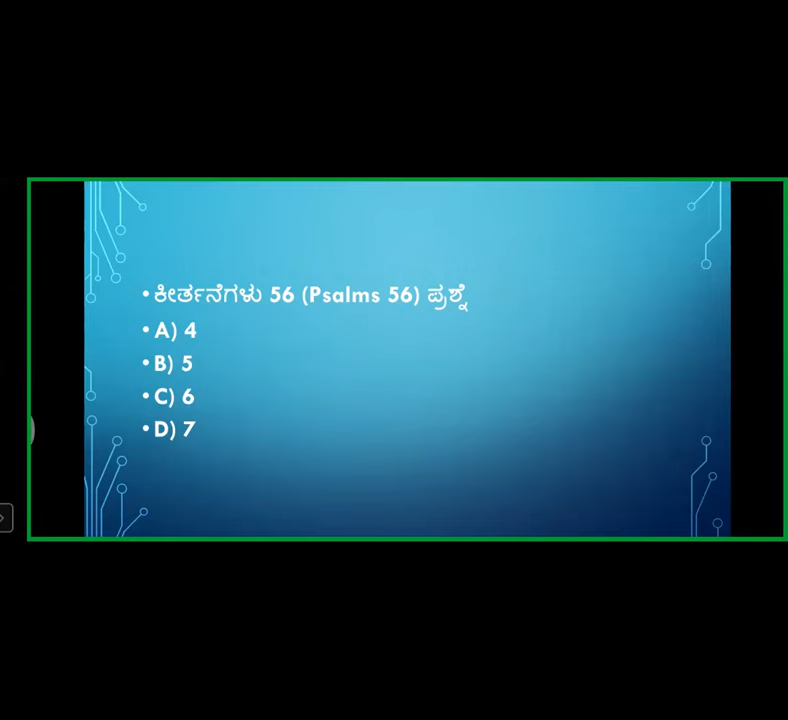 • ಕೀರ್ತನೆಗಳು 56 (Psalms 56) ಪ್ರಶ್ನೆ
• A) 4
• B) 5
• C) 6
• D) 7